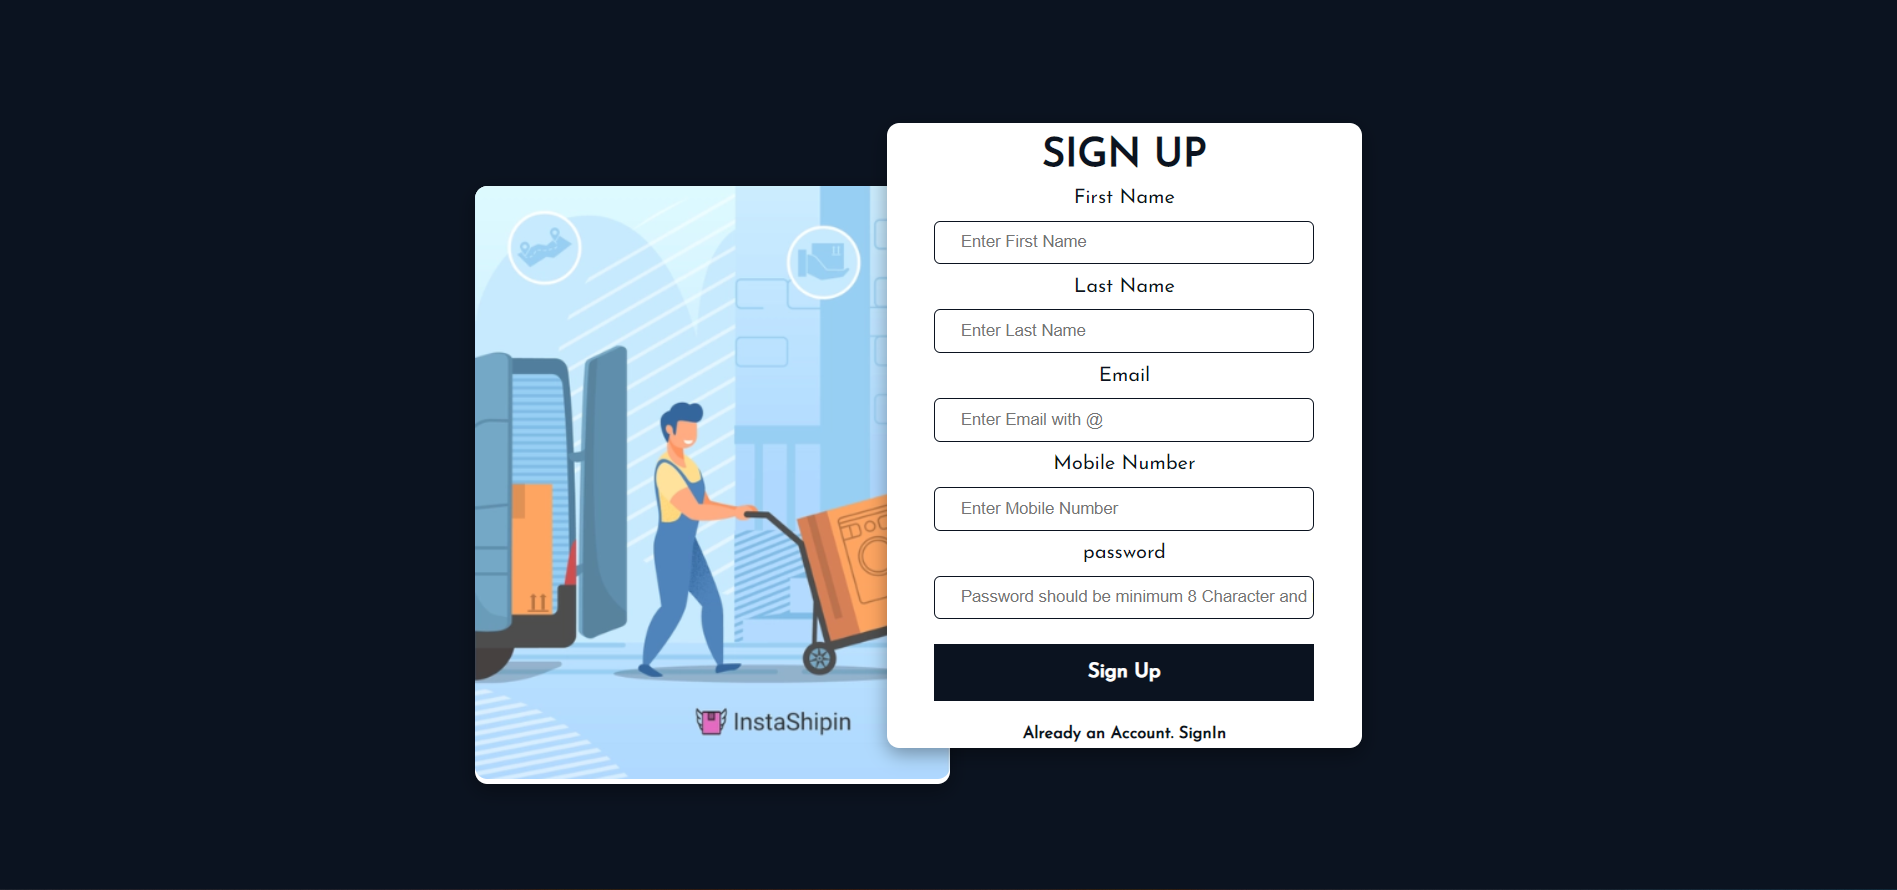 SIGN UP
First Name
Enter First Name
Last Name
Enter Last Name
Email
Enter Email with @
Mobile Number
Enter Mobile Number
password
Password should be minimum 8 Character and
Sign Up
Already an Account. SignIn
InstaShipin